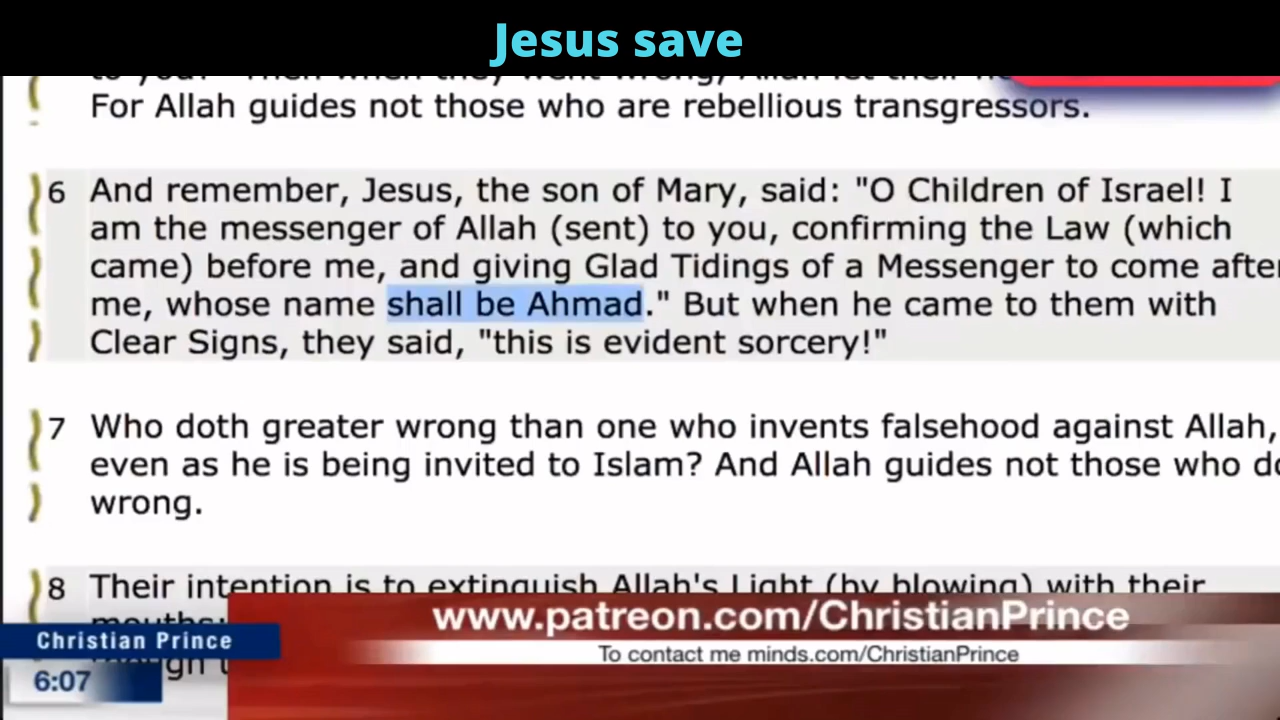 Jesus save
For Allah guides not those who are rebellious transgressors.
6 And remember, Jesus, the son of Mary, said: "O Children of Israel! I
am the messenger of Allah (sent) to you, confirming the Law (which
came) before me, and giving Glad Tidings of a Messenger to come after
me, whose name shall be Ahmad." But when he came to them with
Clear Signs, they said, "this is evident sorcery!"
7 Who doth greater wrong than one who invents falsehood against Allah,
even as he is being invited to Islam? And Allah guides not those who do
wrong.
8 Their intention is to extinguish Allah's Light (by blowing) with their
www.patreon.com/ChristianPrince
Christian Prince
To contact me minds.com/ChristianPrince
6:07